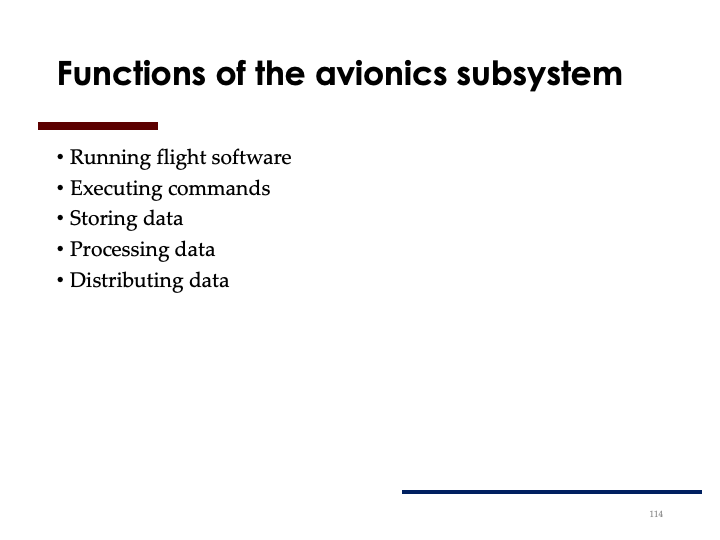 Functions of the avionics subsystem
• Running flight software
• Executing commands
• Storing data
• Processing data
• Distributing data
114